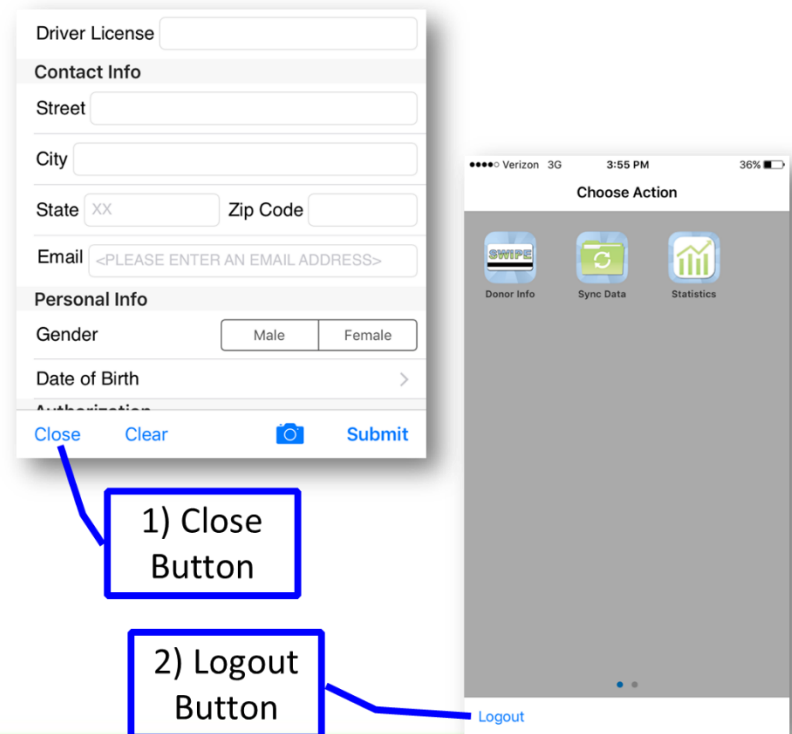 Driver License
Contact Info
Street
City
State XX Zip Code
Email <PLEASE ENTER AN EMAIL ADDRESS>
Personal Info
Gender Male Female
Date of Birth
Authorization
Close Clear Submit
1) Close
Button
2) Logout
Button
Verizon 3G 3:55 PM 36%
Choose Action
SWIPE
Donor Info Sync Data Statistics
Logout